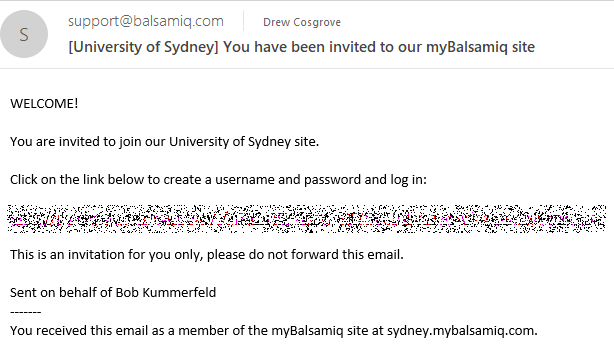 S
support@balsamiq.com Drew Cosgrove
[University of Sydney] You have been invited to our myBalsamiq site
WELCOME!
You are invited to join our University of Sydney site.
Click on the link below to create a username and password and log in:
This is an invitation for you only, please do not forward this email.
Sent on behalf of Bob Kummerfeld
-------
You received this email as a member of the myBalsamiq site at sydney.mybalsamiq.com.